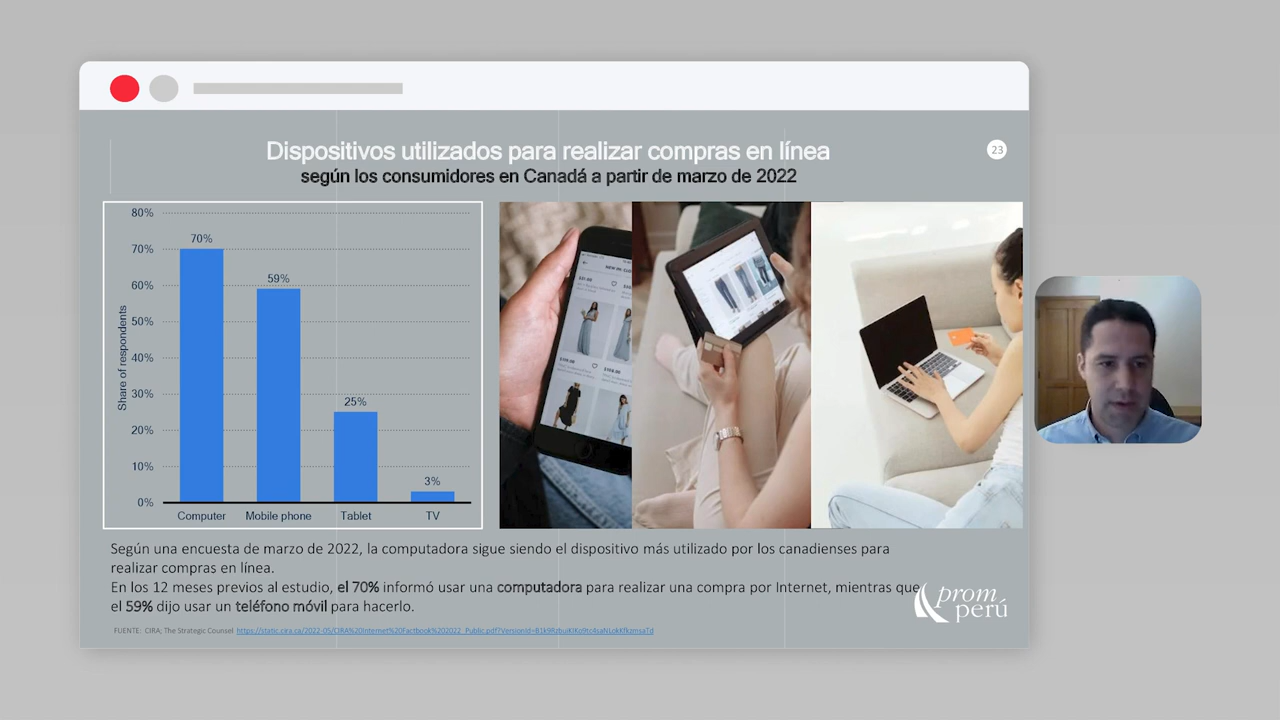 Dispositivos utilizados para realizar compras en línea
23
según los consumidores en Canadá a partir de marzo de 2022
80%
70%
60%
50%
40%
30%
20%
10%
0%
Share of respondents
70%
59%
25%
3%
Computer
Mobile phone
Tablet
TV
Según una encuesta de marzo de 2022, la computadora sigue siendo el dispositivo más utilizado por los canadienses para
realizar compras en línea.
En los 12 meses previos al estudio, el 70% informó usar una computadora para realizar una compra por Internet, mientras que
el 59% dijo usar un teléfono móvil para hacerlo.
prom
perú
FUENTE: CIRA; The Strategic Counsel